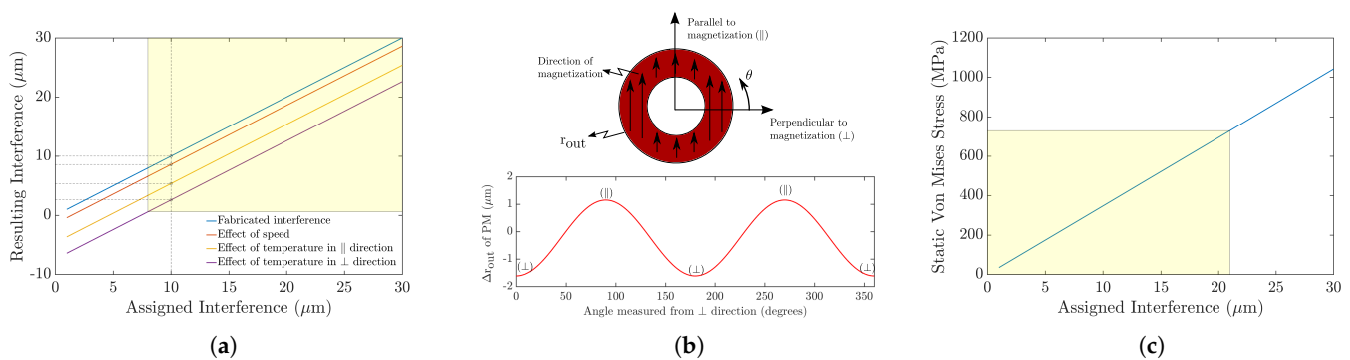 30
20
10
0
-10
Resulting Interference (μm)
Fabricated interference
Effect of speed
Effect of temperature in ∥ direction
Effect of temperature in ⊥ direction
0 5 10 15 20 25 30
Assigned Interference (μm)
(a)
Parallel to
magnetization (∥)
Direction of
magnetization
θ
Perpendicular to
magnetization (⊥)
r_out
2
1
0
-1
-2
Δr_out of PM (μm)
(∥) (∥)
(⊥) (⊥) (⊥)
0 50 100 150 200 250 300 350
Angle measured from ⊥ direction (degrees)
(b)
1200
1000
800
600
400
200
0
Static Von Mises Stress (MPa)
0 5 10 15 20 25 30
Assigned Interference (μm)
(c)